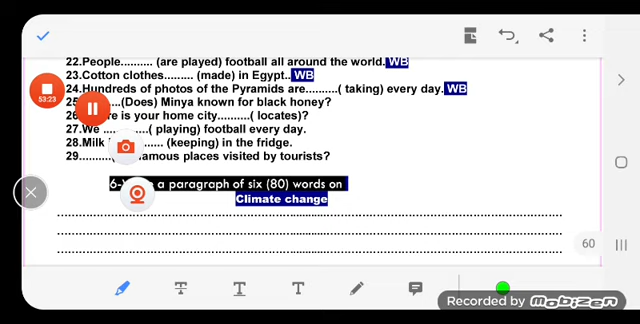 22.People.......... (are played) football all around the world. WB
23.Cotton clothes......... (made) in Egypt.. WB
24.Hundreds of photos of the Pyramids are..........( taking) every day. WB
(Does) Minya known for black honey?
is your home city..........( locates)?
27.We .............( playing) football every day.
28.Milk ...... (keeping) in the fridge.
29.......... famous places visited by tourists?
a paragraph of six (80) words on
Climate change
53:23
60
Recorded by Mobizen